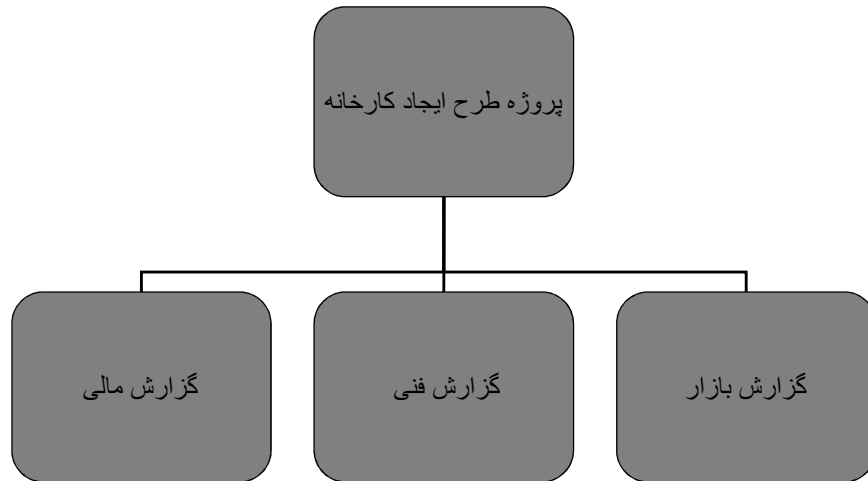 پروژه طرح ایجاد کارخانه
گزارش بازار
گزارش فنی
گزارش مالی